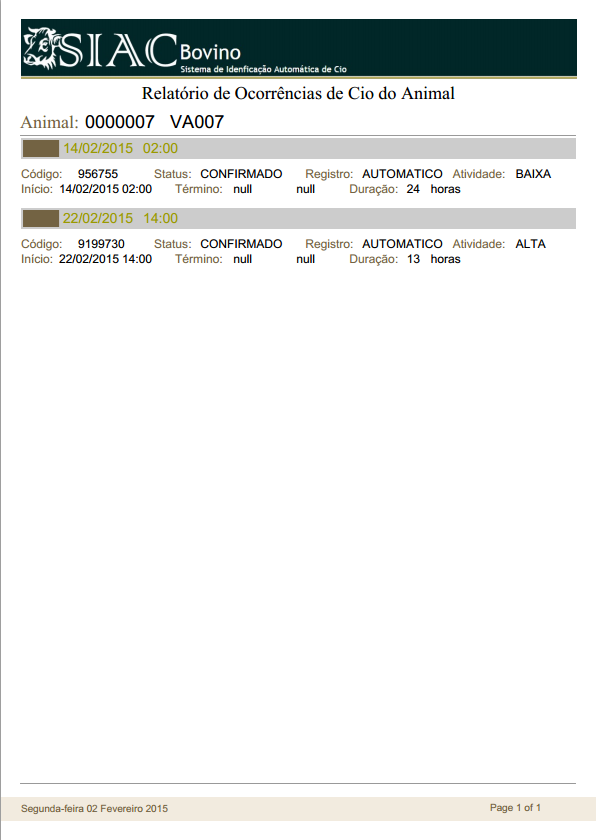 SIAC Bovino
Sistema de Idenficação Automática de Cio
Relatório de Ocorrências de Cio do Animal
Animal: 0000007 VA007
14/02/2015 02:00
Código: 956755 Status: CONFIRMADO Registro: AUTOMATICO Atividade: BAIXA
Início: 14/02/2015 02:00 Término: null null Duração: 24 horas
22/02/2015 14:00
Código: 9199730 Status: CONFIRMADO Registro: AUTOMATICO Atividade: ALTA
Início: 22/02/2015 14:00 Término: null null Duração: 13 horas
Segunda-feira 02 Fevereiro 2015 Page 1 of 1